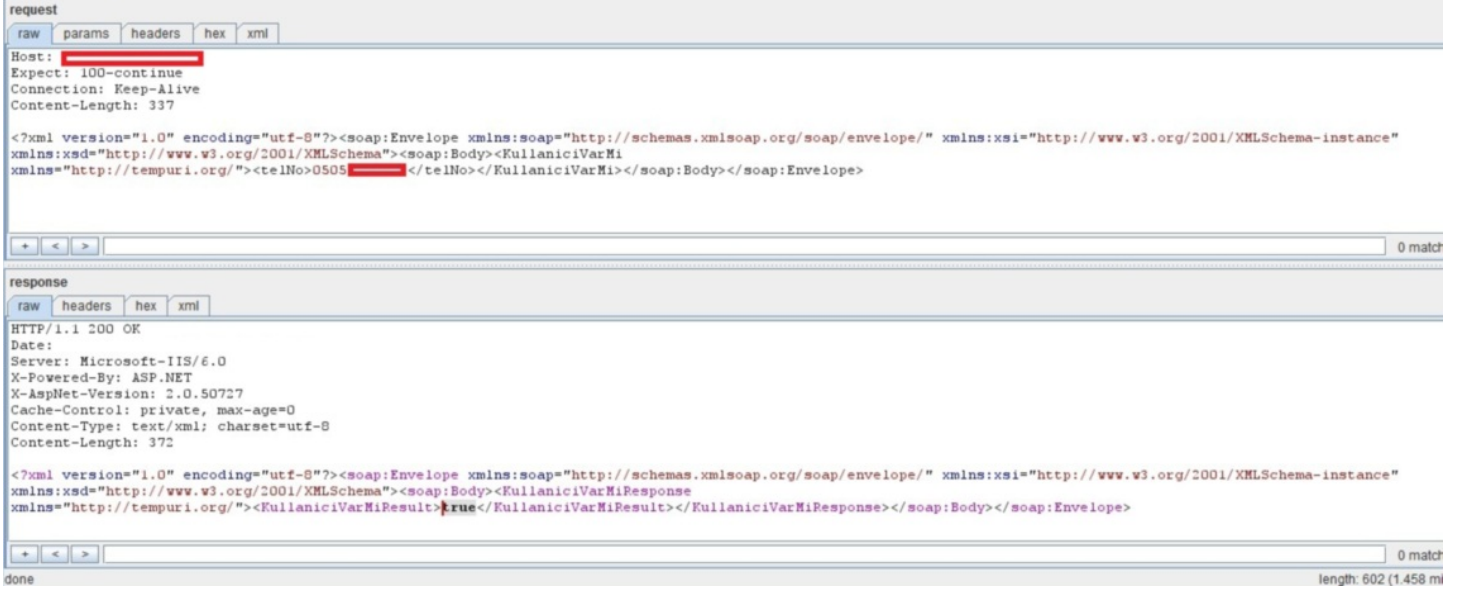 request
raw params headers hex xml
Host:
Expect: 100-continue
Connection: Keep-Alive
Content-Length: 337
<?xml version="1.0" encoding="utf-8"?><soap:Envelope xmlns:soap="http://schemas.xmlsoap.org/soap/envelope/" xmlns:xsi="http://www.w3.org/2001/XMLSchema-instance"
xmlns:xsd="http://www.w3.org/2001/XMLSchema"><soap:Body><KullaniciVarMi
xmlns="http://tempuri.org/"><telNo>0505</telNo></KullaniciVarMi></soap:Body></soap:Envelope>
+ < > 0 match
response
raw headers hex xml
HTTP/1.1 200 OK
Date:
Server: Microsoft-IIS/6.0
X-Powered-By: ASP.NET
X-AspNet-Version: 2.0.50727
Cache-Control: private, max-age=0
Content-Type: text/xml; charset=utf-8
Content-Length: 372
<?xml version="1.0" encoding="utf-8"?><soap:Envelope xmlns:soap="http://schemas.xmlsoap.org/soap/envelope/" xmlns:xsi="http://www.w3.org/2001/XMLSchema-instance"
xmlns:xsd="http://www.w3.org/2001/XMLSchema"><soap:Body><KullaniciVarMiResponse
xmlns="http://tempuri.org/"><KullaniciVarMiResult>true</KullaniciVarMiResult></KullaniciVarMiResponse></soap:Body></soap:Envelope>
+ < > 0 match
done length: 602 (1.458 mi